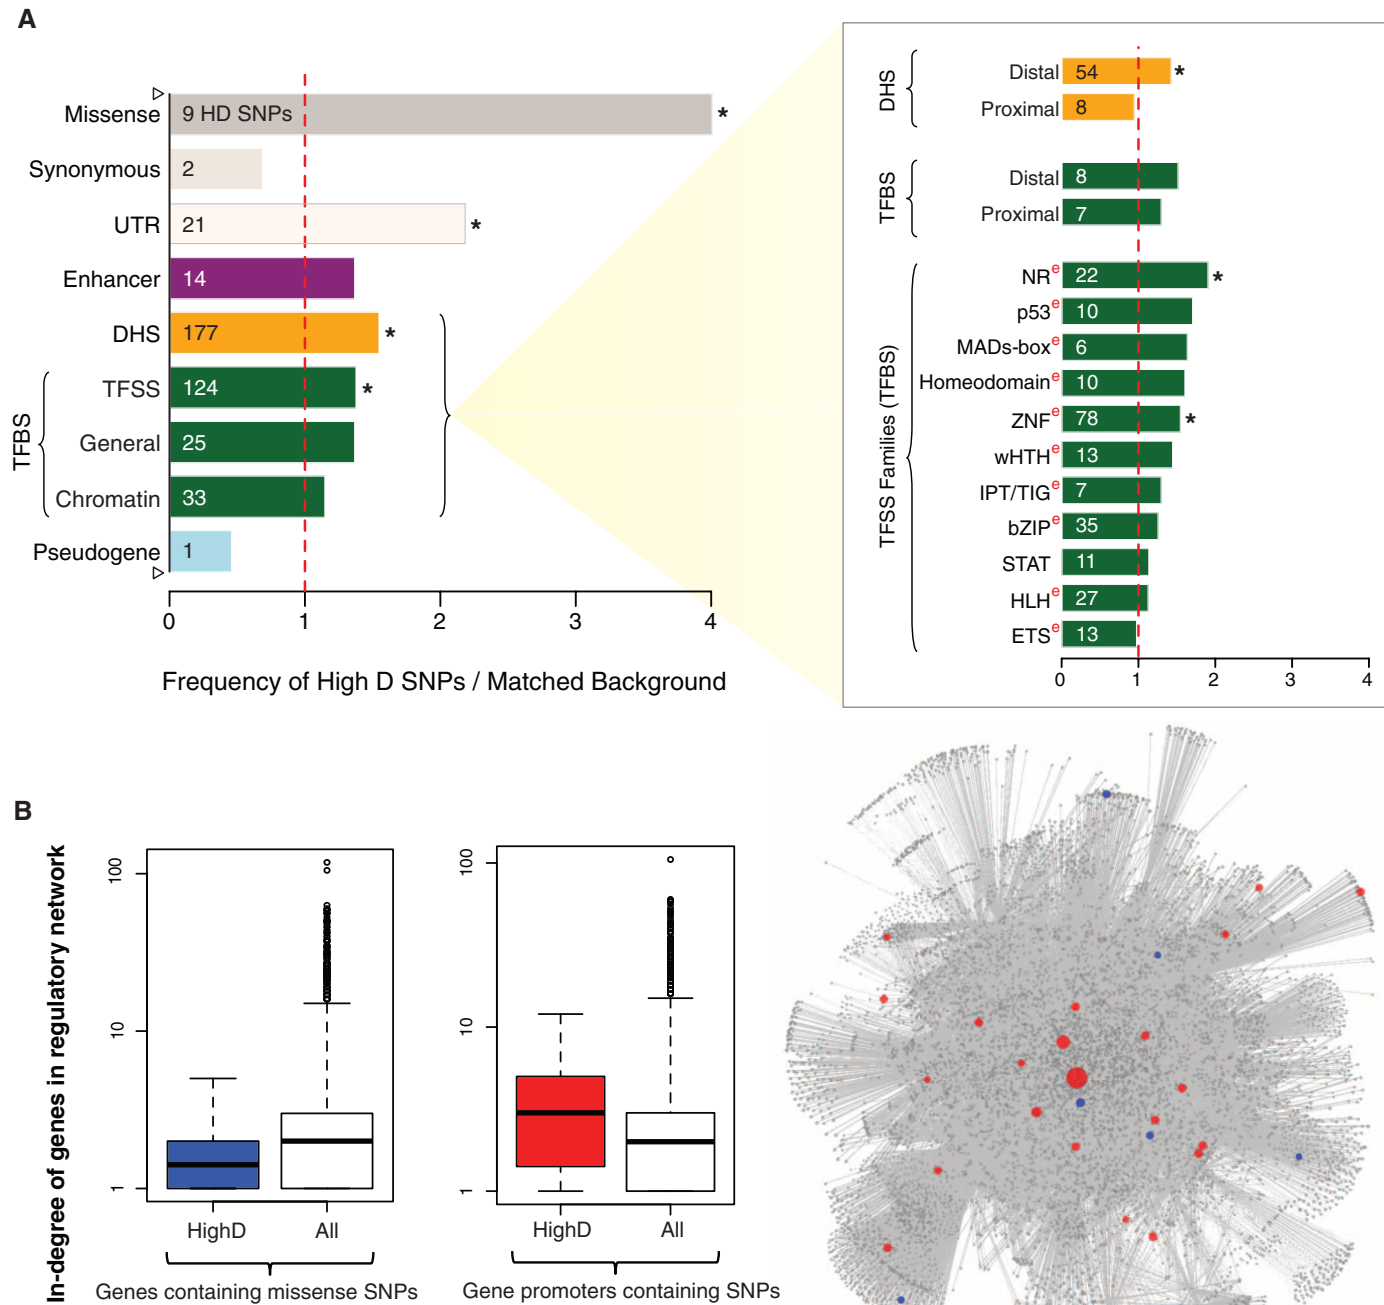 A
Missense 9 HD SNPs *
Synonymous 2
UTR 21 *
Enhancer 14
DHS 177 *
TFBS
TFSS 124 *
General 25
Chromatin 33
Pseudogene 1
0 1 2 3 4
Frequency of High D SNPs / Matched Background
DHS
Distal 54 *
Proximal 8
TFBS
Distal 8
Proximal 7
TFSS Families (TFBS)
NRe 22 *
p53e 10
MADs-boxe 6
Homeodomaine 10
ZNFe 78 *
wHTHe 13
IPT/TIGe 7
bZIPe 35
STAT 11
HLHe 27
ETSe 13
0 1 2 3 4
B
In-degree of genes in regulatory network
100
10
1
HighD All
Genes containing missense SNPs
100
10
1
HighD All
Gene promoters containing SNPs